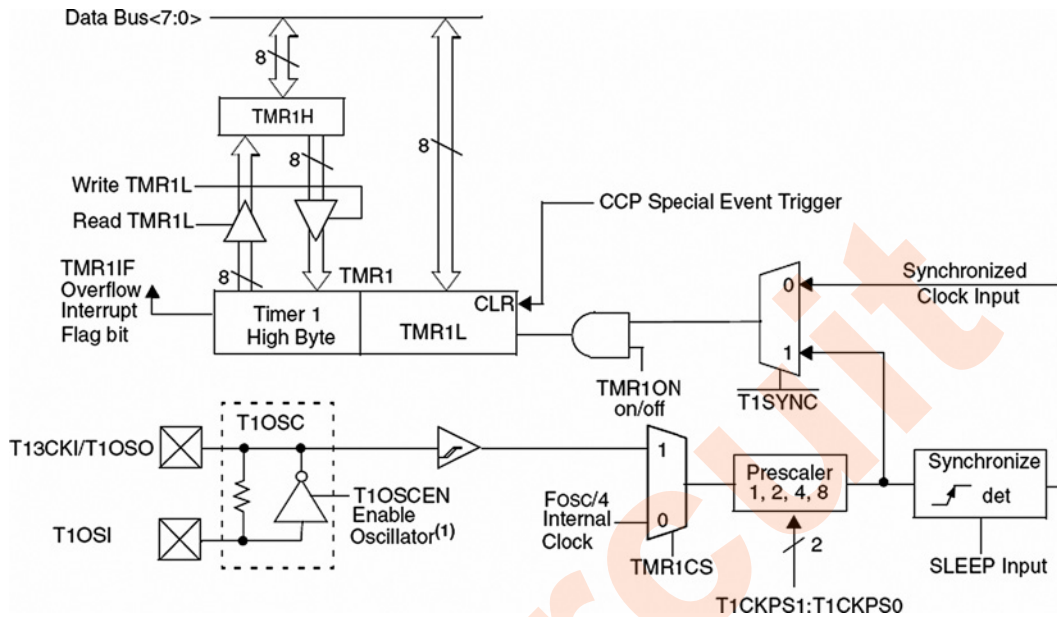 Data Bus<7:0>
8
TMR1H
8
8
Write TMR1L
Read TMR1L
CCP Special Event Trigger
8
TMR1
TMR1IF
Overflow
Interrupt
Flag bit
CLR
Timer 1
High Byte
TMR1L
0
Synchronized
Clock Input
1
TMR1ON
on/off
T1SYNC
T1OSC
T13CKI/T1OSO
1
Prescaler
1, 2, 4, 8
Synchronize
det
T1OSCEN
Enable
Oscillator(1)
FOSC/4
Internal
Clock
0
T1OSI
2
TMR1CS
SLEEP Input
T1CKPS1:T1CKPS0